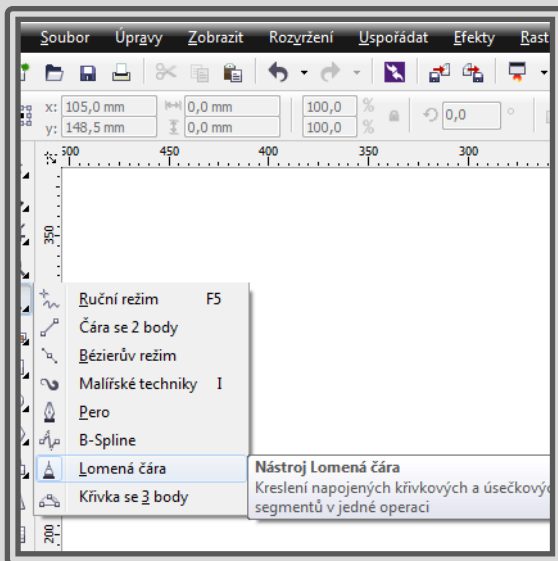 Soubor Úpravy Zobrazit Rozvržení Uspořádat Efekty Rast
x: 105,0 mm 0,0 mm 100,0 % 0,0 °
y: 148,5 mm 0,0 mm 100,0 %
500 450 400 350 300
350
Ruční režim F5
Čára se 2 body
Bézierův režim
Malířské techniky I
Pero
B-Spline
Lomená čára
Křivka se 3 body
Nástroj Lomená čára
Kreslení napojených křivkových a úsečkovýc
segmentů v jedné operaci
200